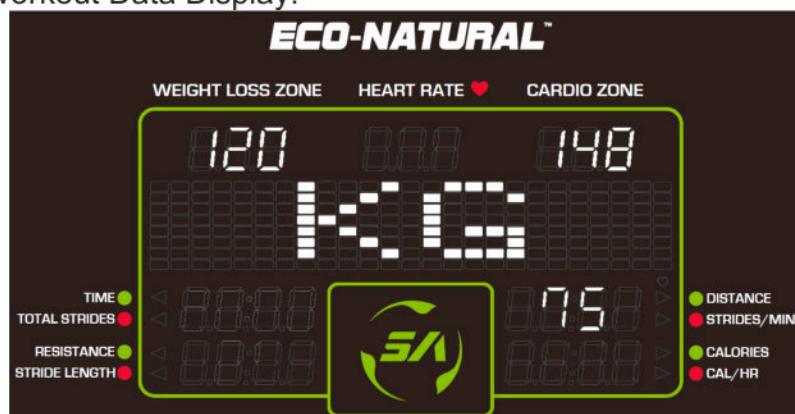 Workout Data Display:
ECO-NATURAL™
WEIGHT LOSS ZONE HEART RATE CARDIO ZONE
120 148
KG
TIME DISTANCE
75
TOTAL STRIDES STRIDES/MIN
SA
RESISTANCE CALORIES
STRIDE LENGTH CAL/HR